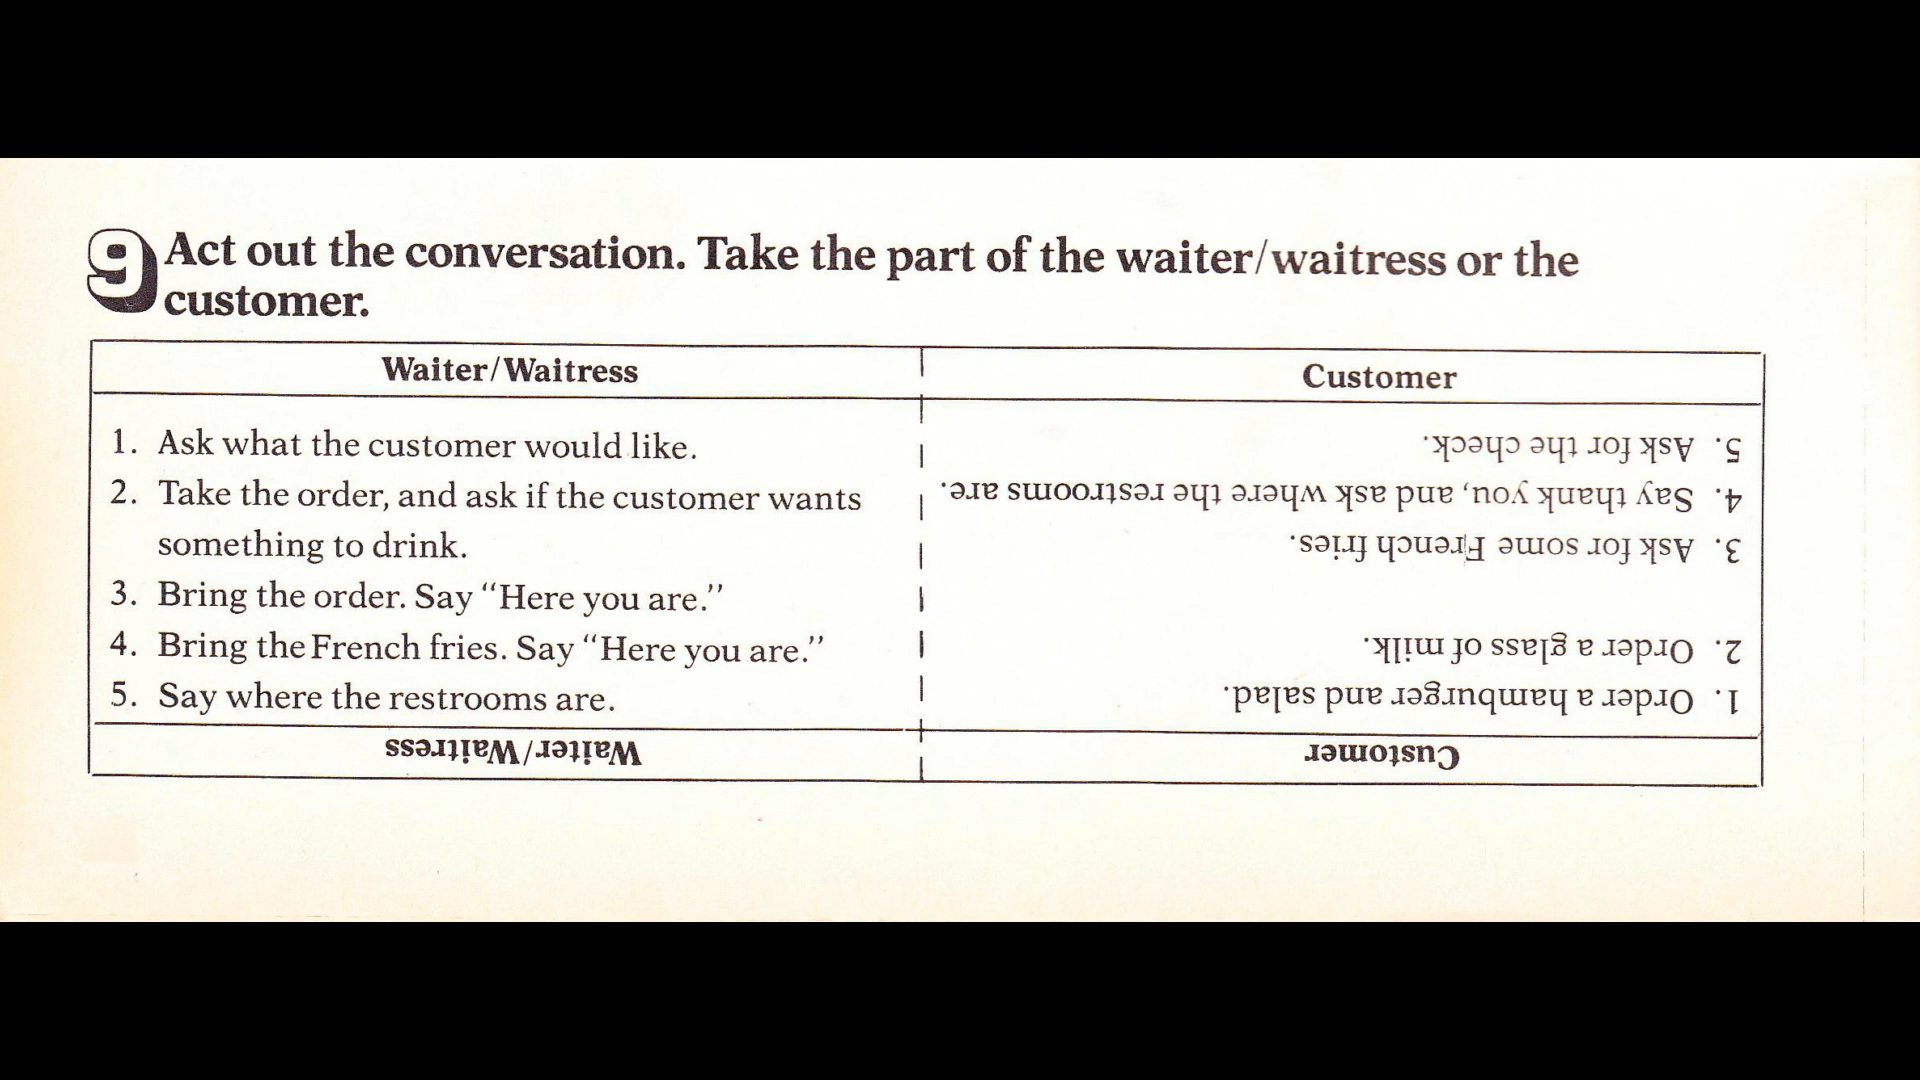 9 Act out the conversation. Take the part of the waiter/waitress or the
customer.
Waiter/Waitress
1. Ask what the customer would like.
2. Take the order, and ask if the customer wants
something to drink.
3. Bring the order. Say “Here you are.”
4. Bring the French fries. Say “Here you are.”
5. Say where the restrooms are.
Waiter/Waitress
Customer
1. Order a hamburger and salad.
2. Order a glass of milk.
3. Ask for some French fries.
4. Say thank you, and ask where the restrooms are.
5. Ask for the check.
Customer